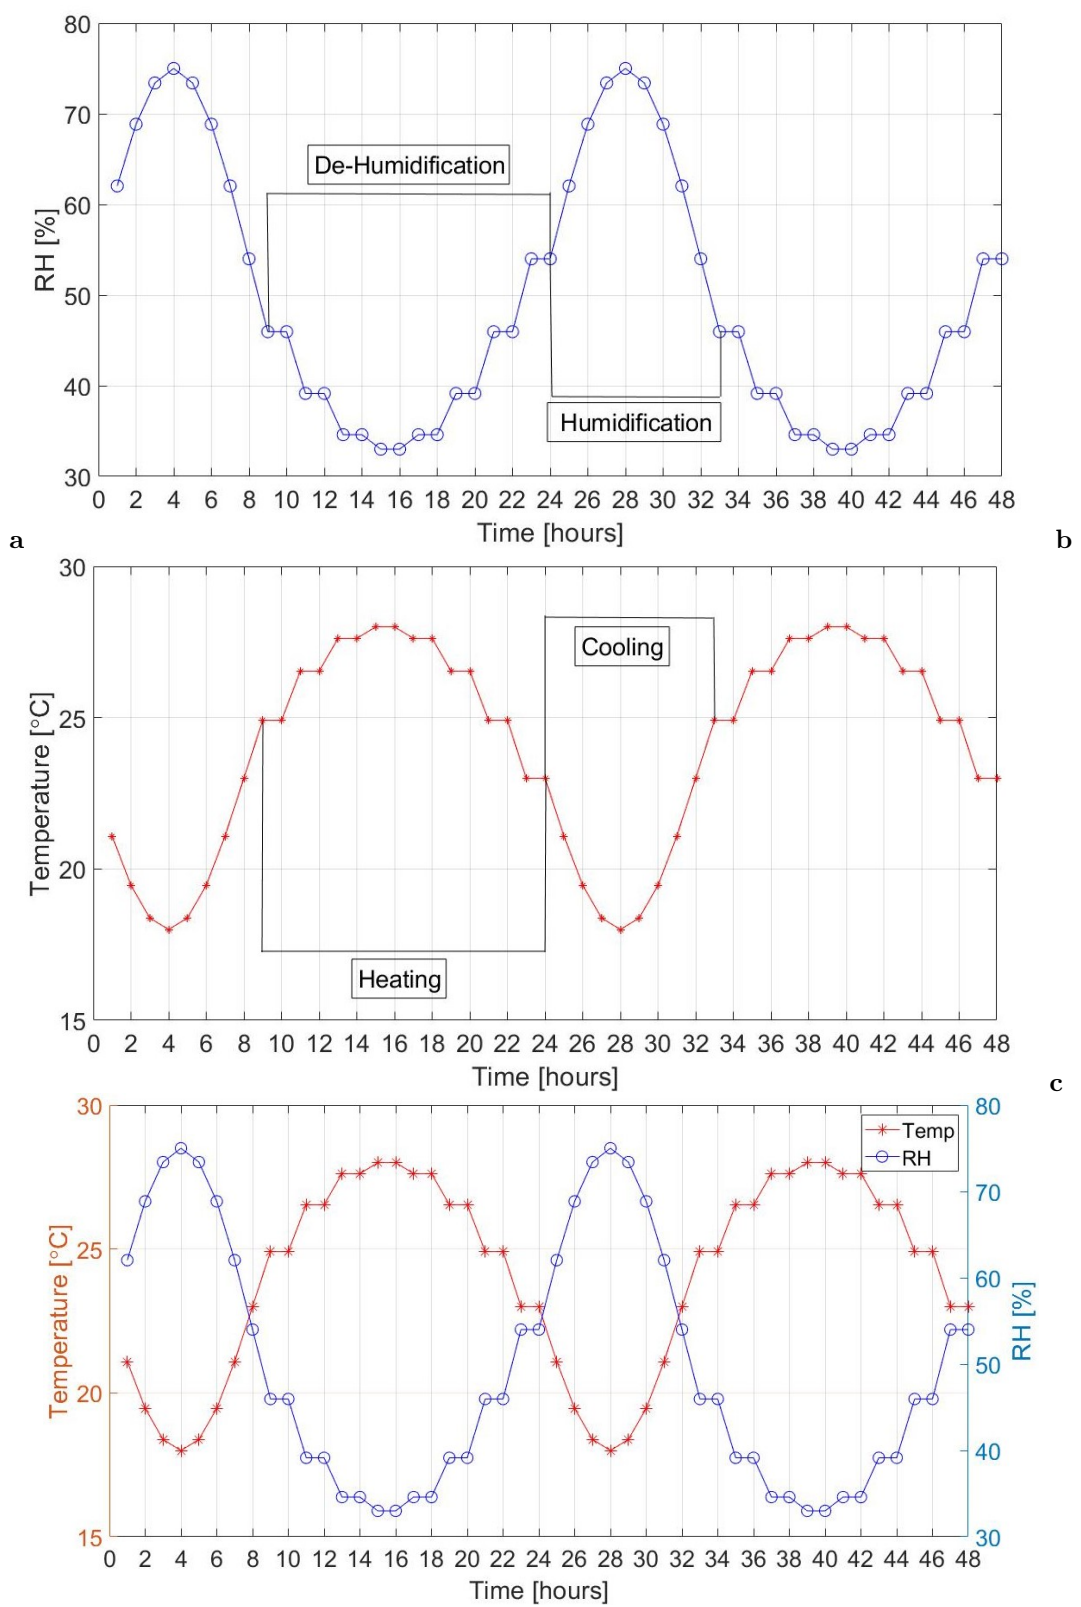 80
70
60
50
40
30
RH [%]
De-Humidification
Humidification
0 2 4 6 8 10 12 14 16 18 20 22 24 26 28 30 32 34 36 38 40 42 44 46 48
Time [hours]
a
b
30
25
20
15
Temperature [°C]
Cooling
Heating
0 2 4 6 8 10 12 14 16 18 20 22 24 26 28 30 32 34 36 38 40 42 44 46 48
Time [hours]
c
30
25
20
15
Temperature [°C]
Temp
RH
80
70
60
50
40
30
RH [%]
0 2 4 6 8 10 12 14 16 18 20 22 24 26 28 30 32 34 36 38 40 42 44 46 48
Time [hours]